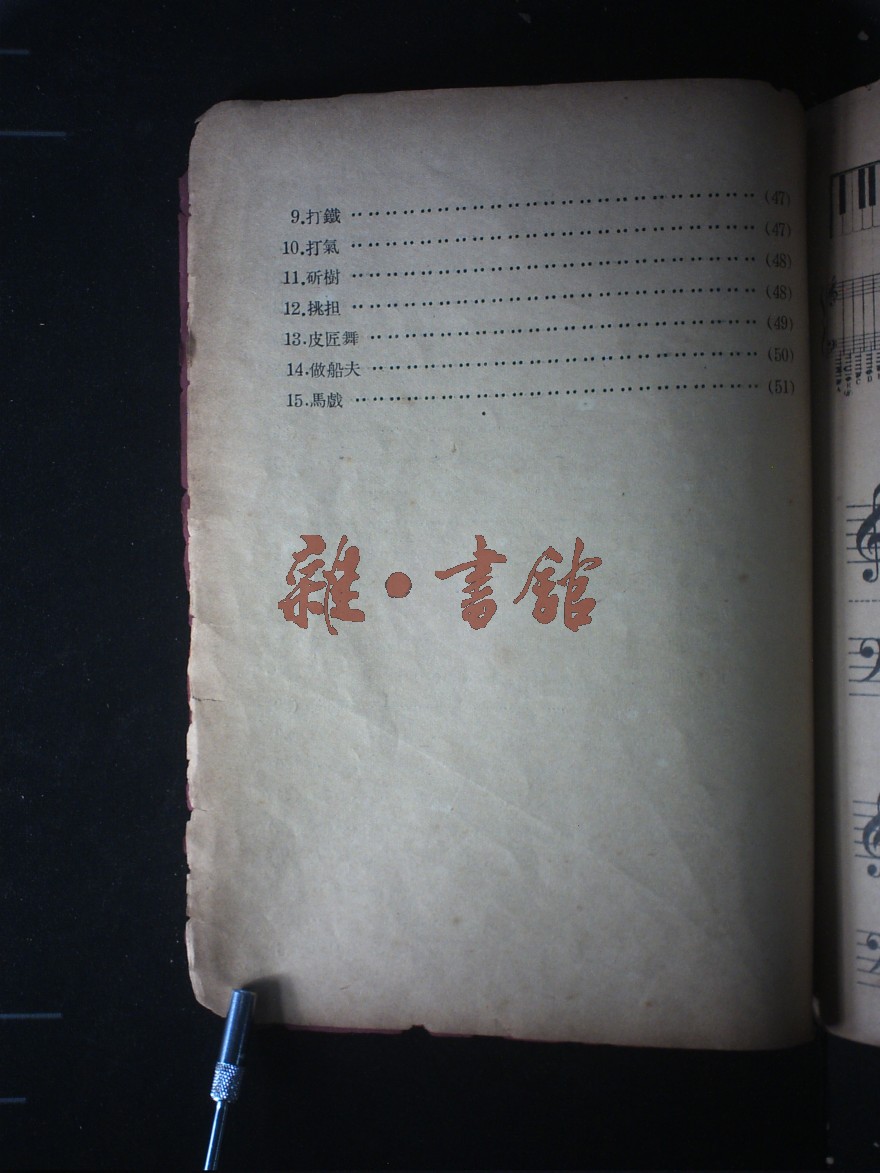 9.打鐵 ………………………………………… (47)
10.打氣 ………………………………………… (47)
11.斫樹 ………………………………………… (48)
12.挑担 ………………………………………… (48)
13.皮匠舞 ………………………………………… (49)
14.做船夫 ………………………………………… (50)
15.馬戲 ………………………………………… (51)
雜·書館